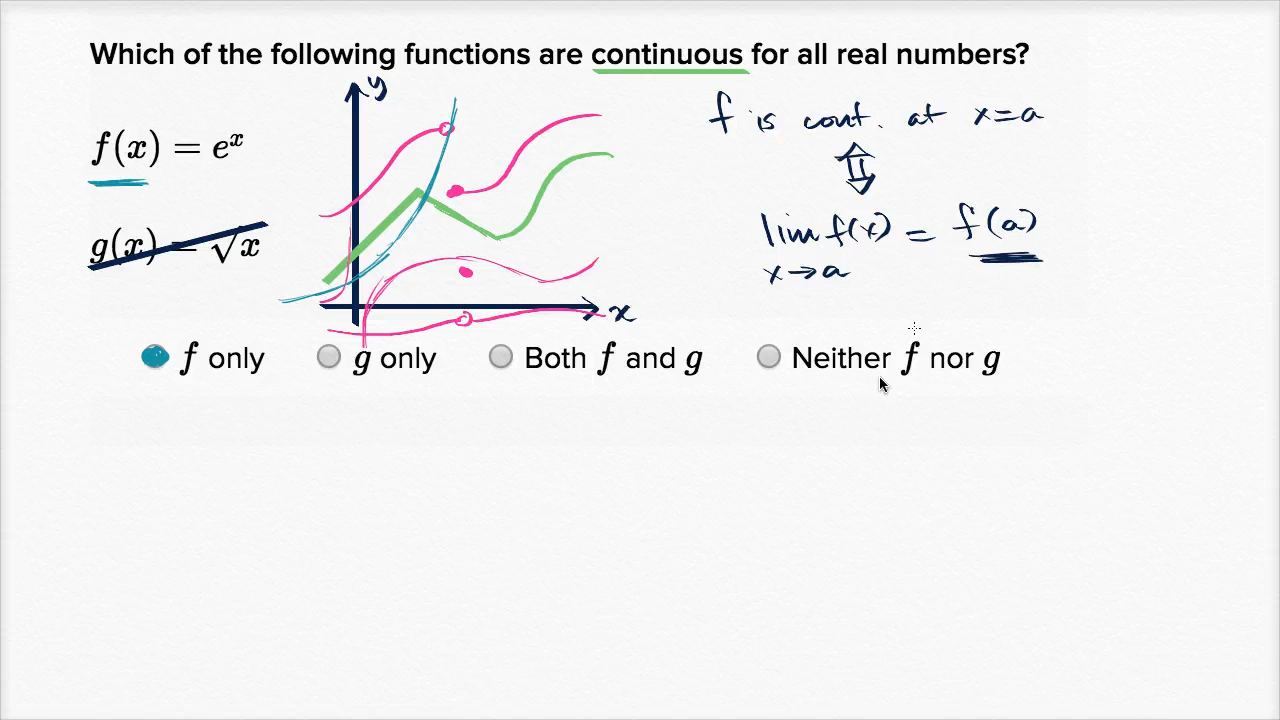 Which of the following functions are continuous for all real numbers?
y
f is cont. at x=a
f(x) = eˣ
⇕
lim f(x) = f(a)
x→a
g(x) = √x
x
f only g only Both f and g Neither f nor g